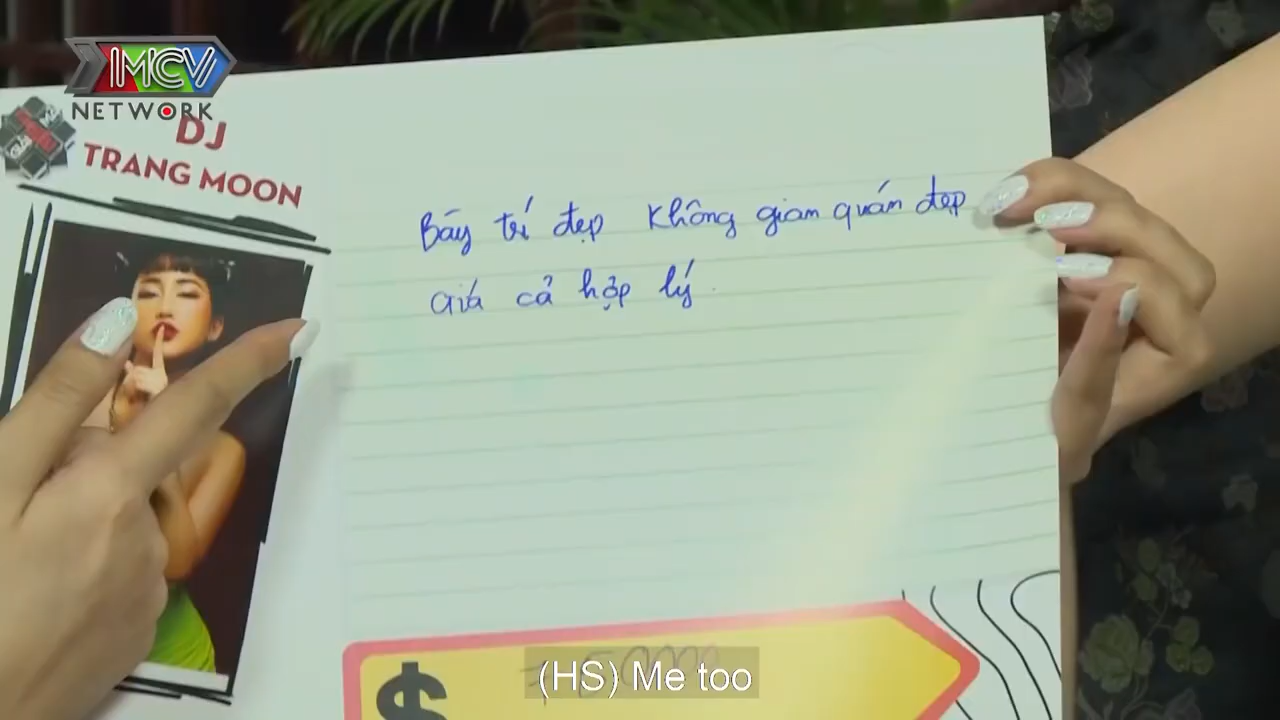 MCV
NETWORK
DJ
TRANG MOON
Bày trí đẹp Không gian quán đẹp
Giá cả hợp lý.
$
(HS) Me too